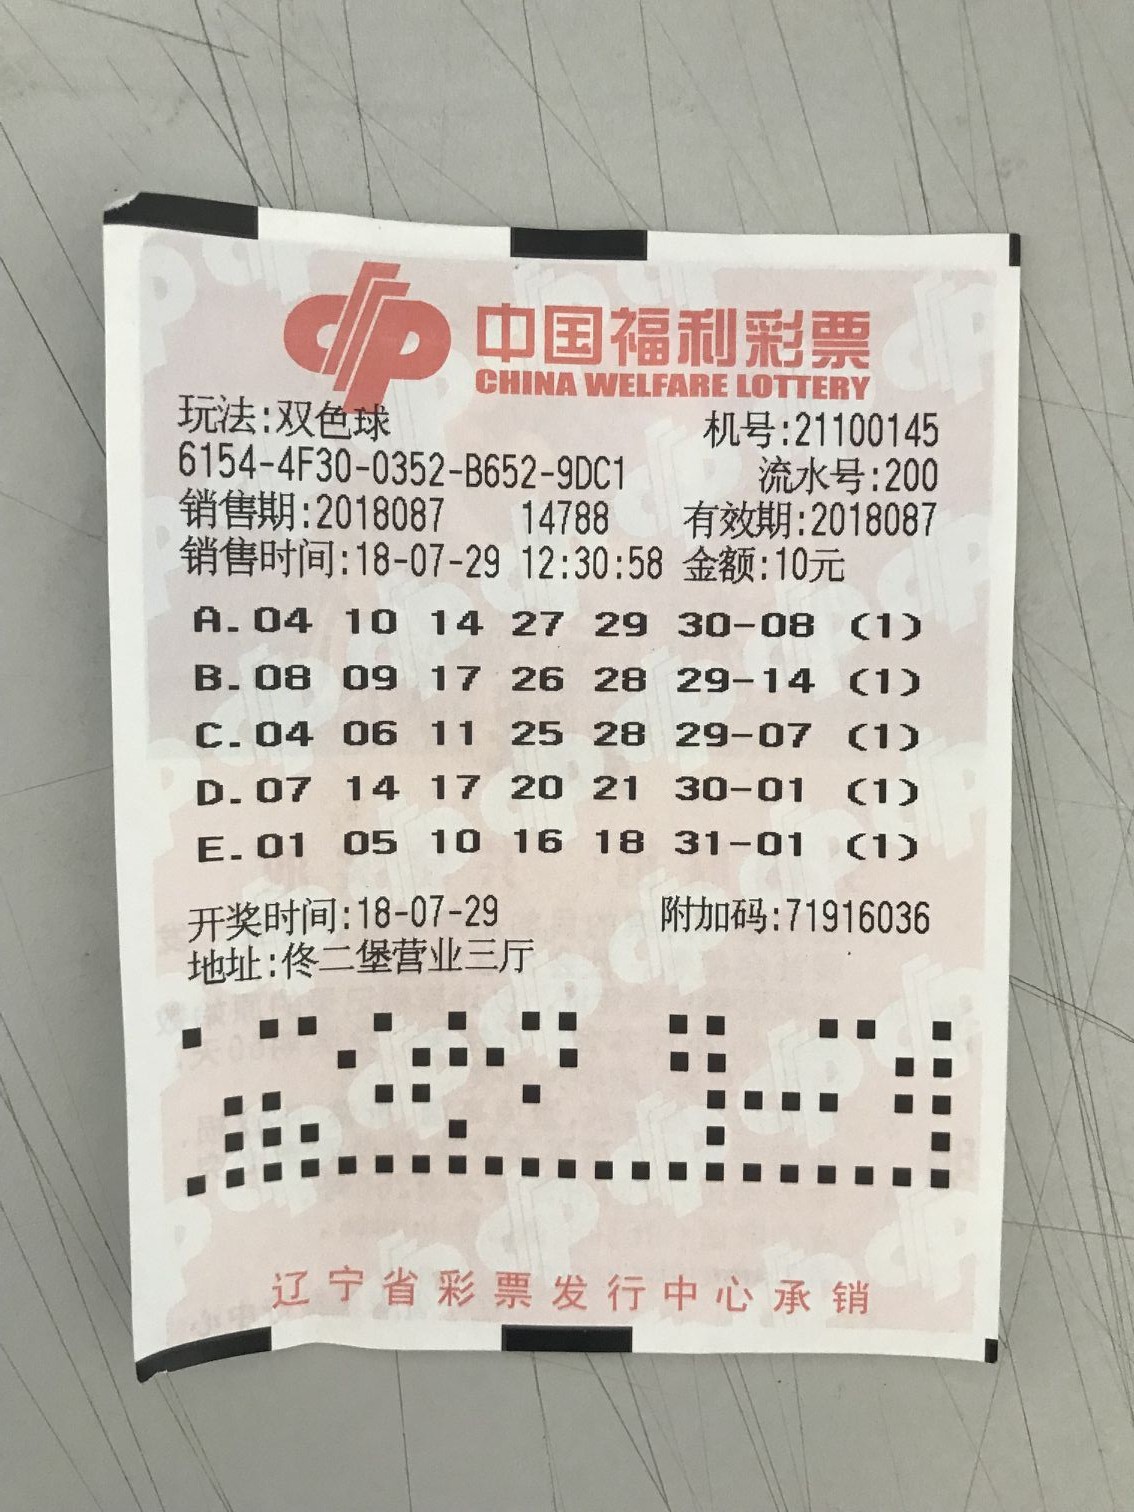 中国福利彩票
CHINA WELFARE LOTTERY
玩法:双色球 机号:21100145
6154-4F30-0352-B652-9DC1 流水号:200
销售期:2018087 14788 有效期:2018087
销售时间:18-07-29 12:30:58 金额:10元
A.04 10 14 27 29 30-08 (1)
B.08 09 17 26 28 29-14 (1)
C.04 06 11 25 28 29-07 (1)
D.07 14 17 20 21 30-01 (1)
E.01 05 10 16 18 31-01 (1)
开奖时间:18-07-29 附加码:71916036
地址:佟二堡营业三厅
辽宁省彩票发行中心承销